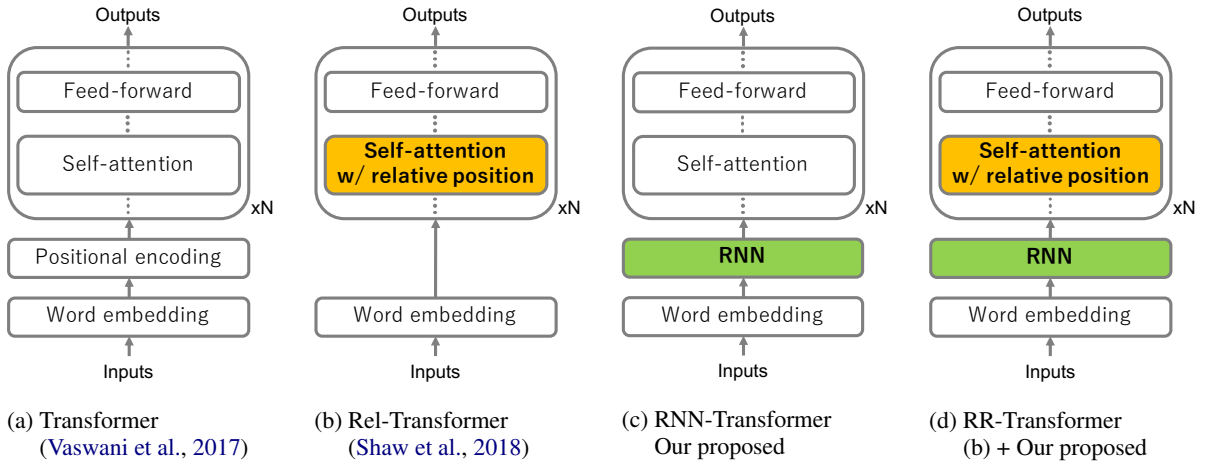 Outputs
Feed-forward
Self-attention
xN
Positional encoding
Word embedding
Inputs
(a) Transformer
(Vaswani et al., 2017)
Outputs
Feed-forward
Self-attention
w/ relative position
xN
Word embedding
Inputs
(b) Rel-Transformer
(Shaw et al., 2018)
Outputs
Feed-forward
Self-attention
xN
RNN
Word embedding
Inputs
(c) RNN-Transformer
Our proposed
Outputs
Feed-forward
Self-attention
w/ relative position
xN
RNN
Word embedding
Inputs
(d) RR-Transformer
(b) + Our proposed